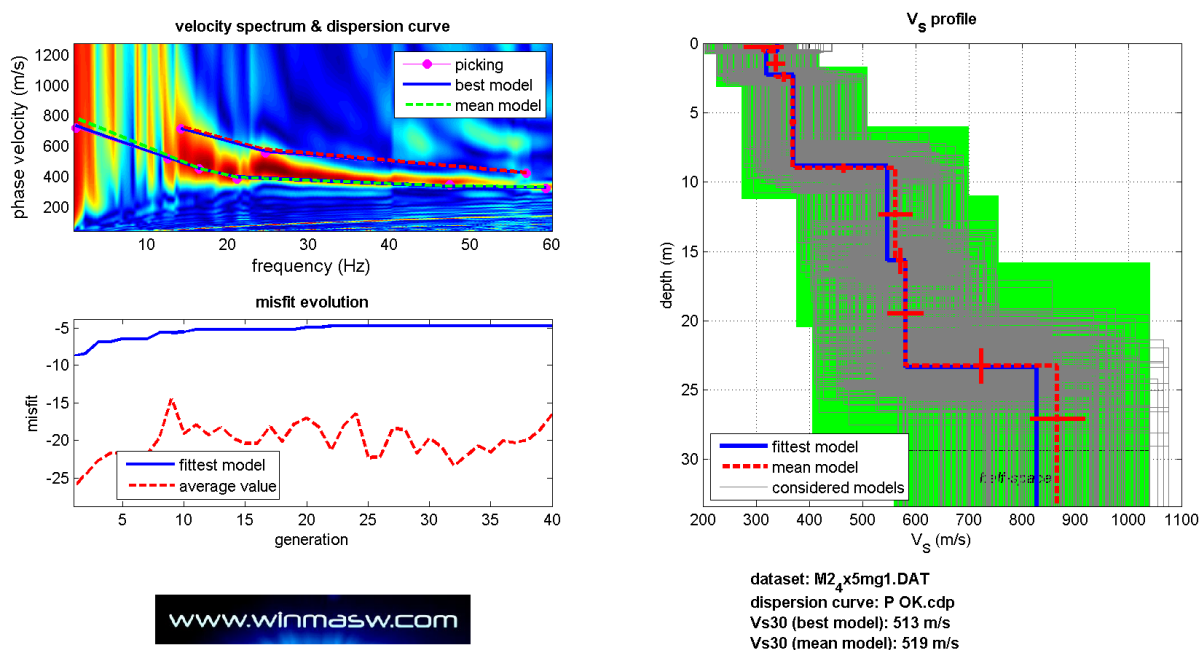 velocity spectrum & dispersion curve
phase velocity (m/s)
1200
1000
800
600
400
200
picking
best model
mean model
10
20
30
40
50
60
frequency (Hz)
misfit evolution
misfit
-5
-10
-15
-20
-25
fittest model
average value
5
10
15
20
25
30
35
40
generation
www.winmasw.com
VS profile
depth (m)
0
5
10
15
20
25
30
fittest model
mean model
considered models
half-space
200
300
400
500
600
700
800
900
1000
1100
VS (m/s)
dataset: M24x5mg1.DAT
dispersion curve: P OK.cdp
Vs30 (best model): 513 m/s
Vs30 (mean model): 519 m/s